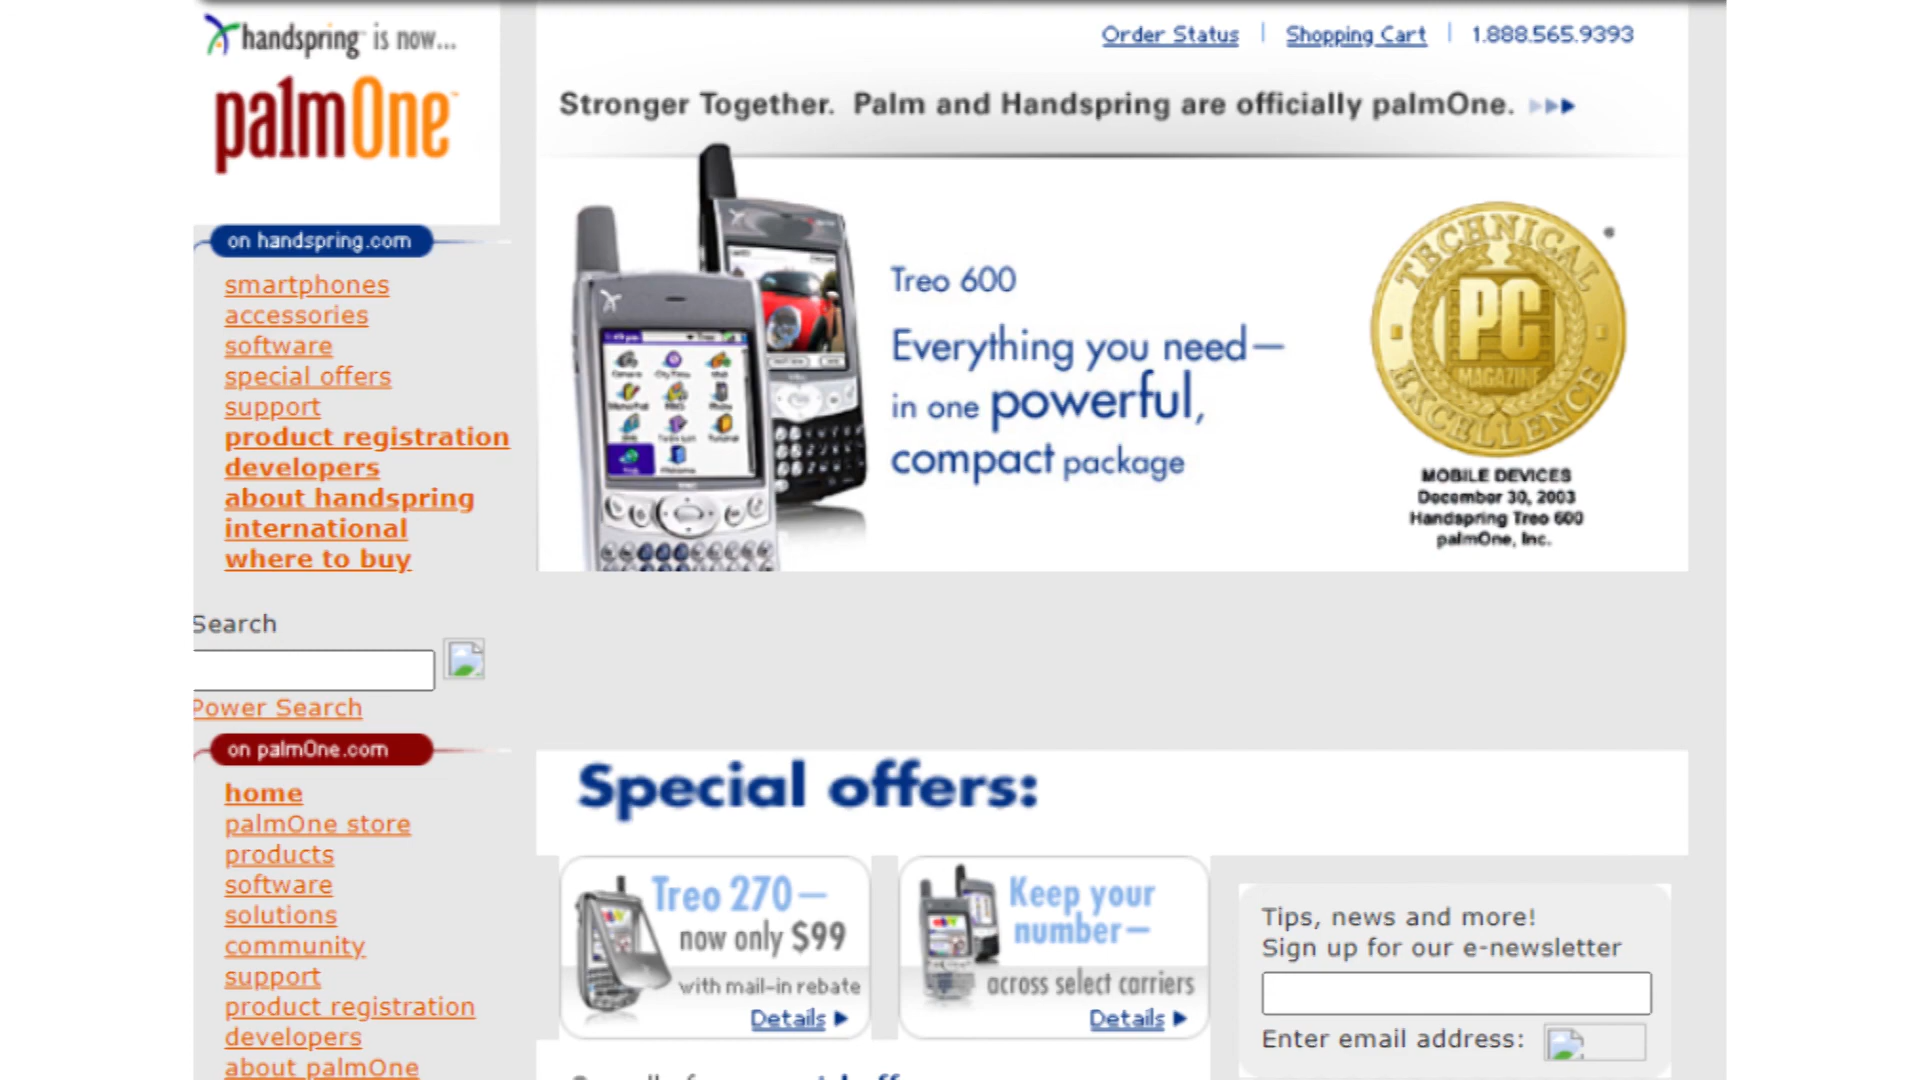 handspring is now...
palmOne
Order Status | Shopping Cart | 1.888.565.9393
Stronger Together. Palm and Handspring are officially palmOne.
on handspring.com
smartphones
accessories
software
special offers
support
product registration
developers
about handspring
international
where to buy
Treo 600
Everything you need—
in one powerful,
compact package
TECHNICAL
PC
MAGAZINE
EXCELLENCE
MOBILE DEVICES
December 30, 2003
Handspring Treo 600
palmOne, Inc.
Search
Power Search
on palmOne.com
home
palmOne store
products
software
solutions
community
support
product registration
developers
about palmOne
Special offers:
Treo 270—
now only $99
with mail-in rebate
Details
Keep your
number—
across select carriers
Details
Tips, news and more!
Sign up for our e-newsletter
Enter email address: